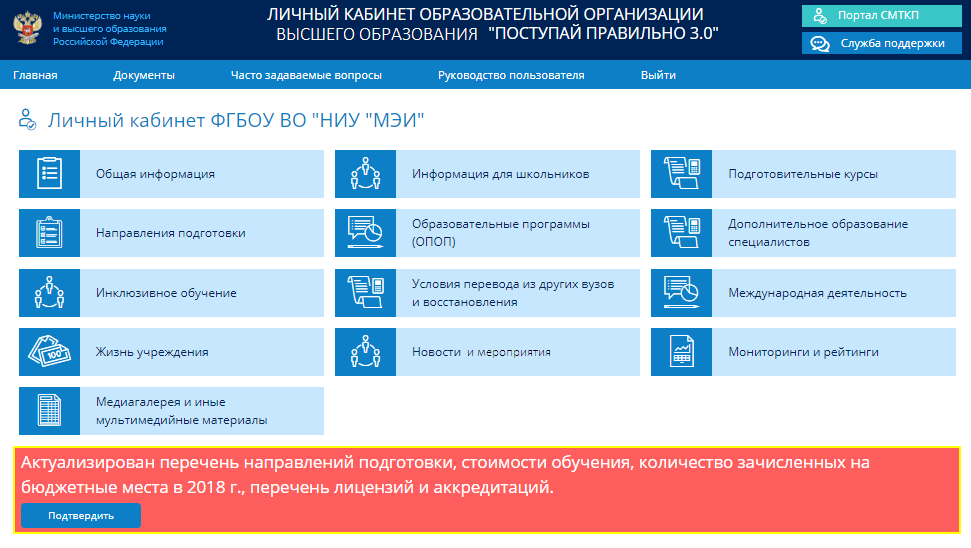 Министерство науки
и высшего образования
Российской Федерации
ЛИЧНЫЙ КАБИНЕТ ОБРАЗОВАТЕЛЬНОЙ ОРГАНИЗАЦИИ
ВЫСШЕГО ОБРАЗОВАНИЯ "ПОСТУПАЙ ПРАВИЛЬНО 3.0"
Портал СМТКП
Служба поддержки
Главная Документы Часто задаваемые вопросы Руководство пользователя Выйти
Личный кабинет ФГБОУ ВО "НИУ "МЭИ"
Общая информация
Информация для школьников
Подготовительные курсы
Направления подготовки
Образовательные программы
(ОПОП)
Дополнительное образование
специалистов
Инклюзивное обучение
Условия перевода из других вузов
и восстановления
Международная деятельность
Жизнь учреждения
100
Новости и мероприятия
Мониторинги и рейтинги
Медиагалерея и иные
мультимедийные материалы
Актуализирован перечень направлений подготовки, стоимости обучения, количество зачисленных на
бюджетные места в 2018 г., перечень лицензий и аккредитаций.
Подтвердить